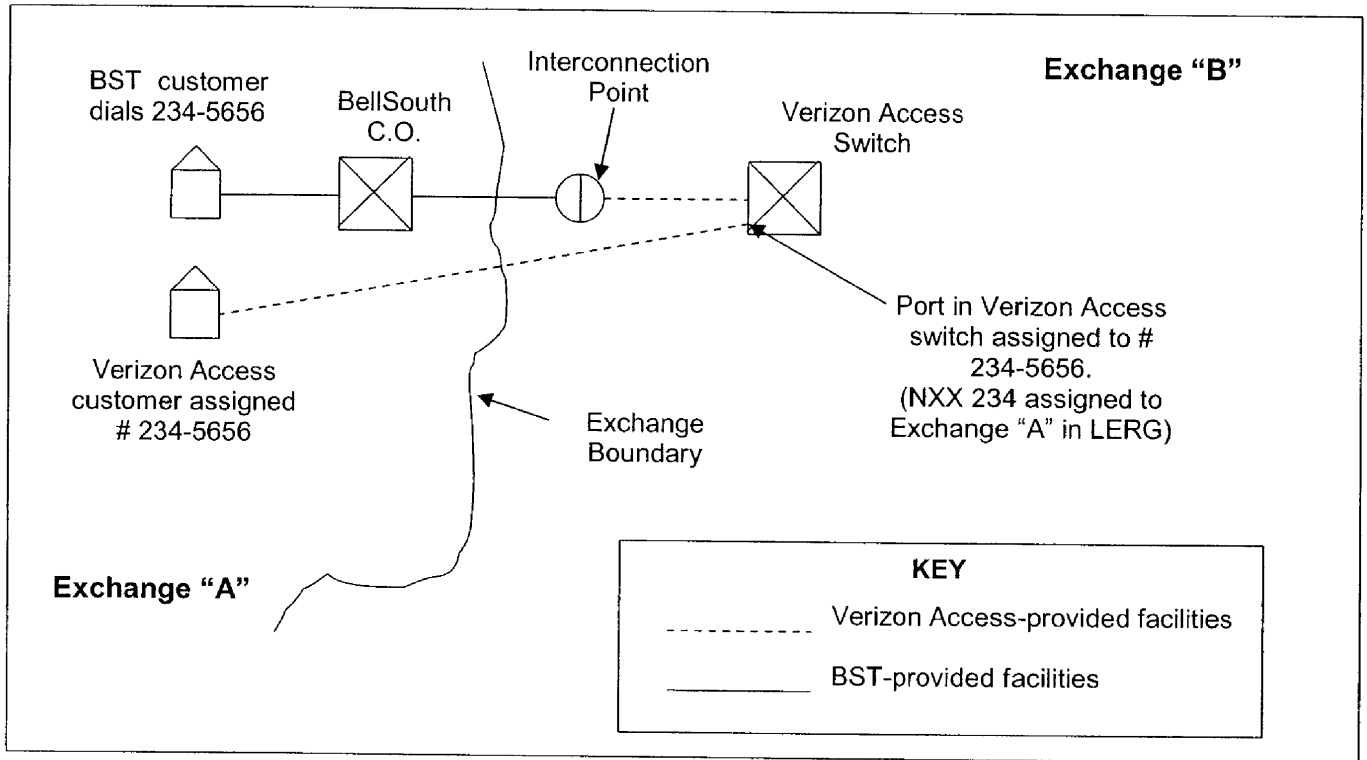 BST customer
dials 234-5656
BellSouth
C.O.
Interconnection
Point
Exchange “B”
Verizon Access
Switch
Verizon Access
customer assigned
# 234-5656
Exchange
Boundary
Port in Verizon Access
switch assigned to #
234-5656.
(NXX 234 assigned to
Exchange “A” in LERG)
Exchange “A”
KEY
Verizon Access-provided facilities
BST-provided facilities